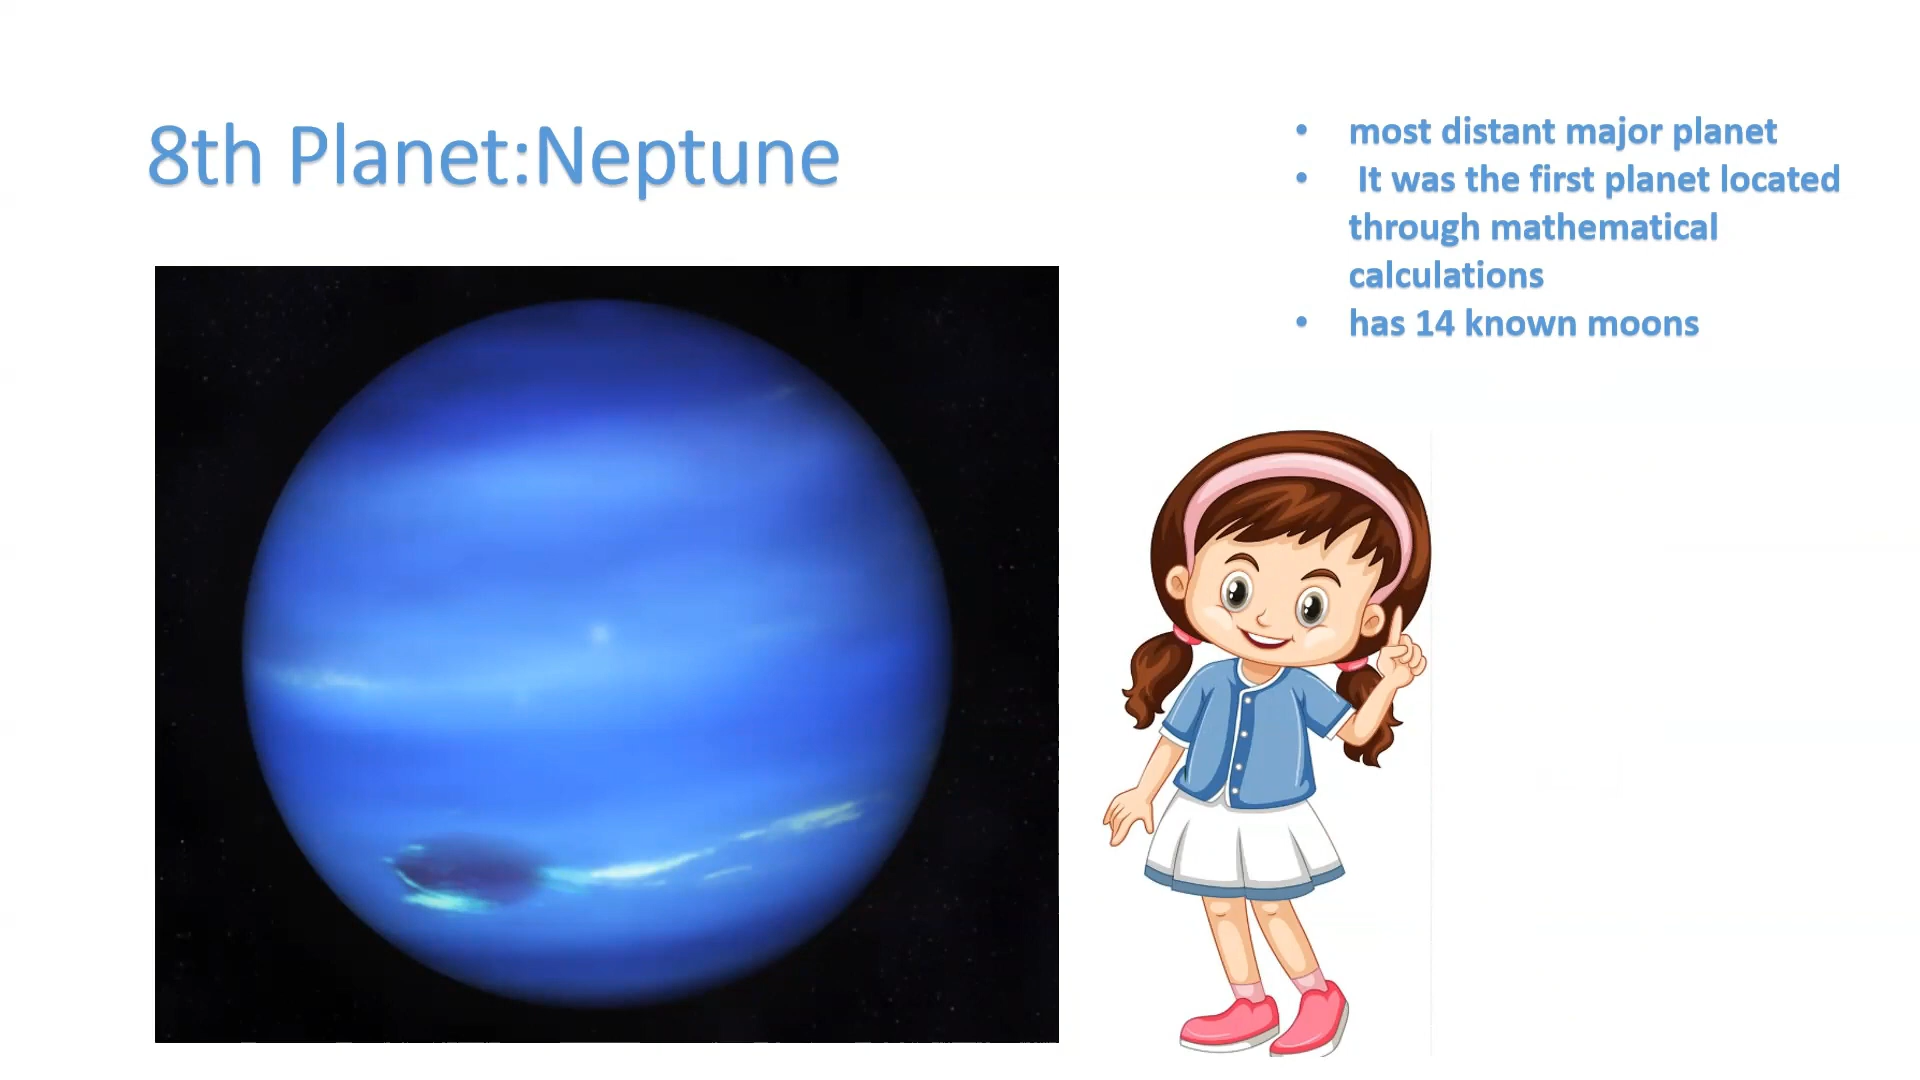 8th Planet:Neptune
• most distant major planet
• It was the first planet located
through mathematical
calculations
• has 14 known moons